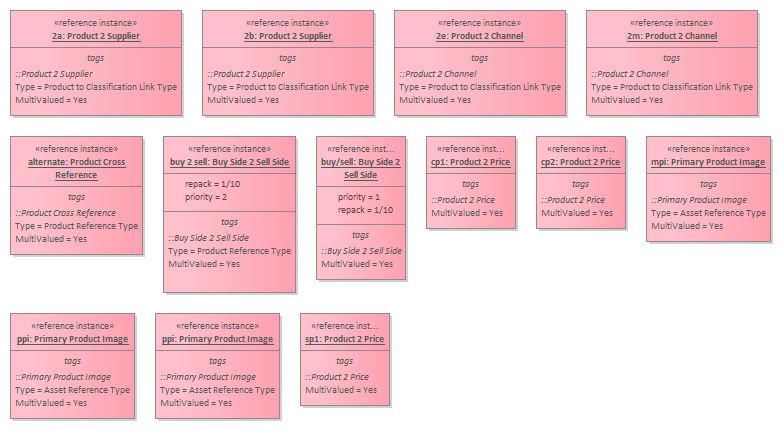 «reference instance»
2a: Product 2 Supplier
tags
::Product 2 Supplier
Type = Product to Classification Link Type
MultiValued = Yes
«reference instance»
2b: Product 2 Supplier
tags
::Product 2 Supplier
Type = Product to Classification Link Type
MultiValued = Yes
«reference instance»
2e: Product 2 Channel
tags
::Product 2 Channel
Type = Product to Classification Link Type
MultiValued = Yes
«reference instance»
2m: Product 2 Channel
tags
::Product 2 Channel
Type = Product to Classification Link Type
MultiValued = Yes
«reference instance»
alternate: Product Cross
Reference
tags
::Product Cross Reference
Type = Product Reference Type
MultiValued = Yes
«reference instance»
buy 2 sell: Buy Side 2 Sell Side
repack = 1/10
priority = 2
tags
::Buy Side 2 Sell Side
Type = Product Reference Type
MultiValued = Yes
«reference inst...
buy/sell: Buy Side 2
Sell Side
priority = 1
repack = 1/10
tags
::Buy Side 2 Sell Side
MultiValued = Yes
«reference inst...
cp1: Product 2 Price
tags
::Product 2 Price
MultiValued = Yes
«reference inst...
cp2: Product 2 Price
tags
::Product 2 Price
MultiValued = Yes
«reference instance»
mpi: Primary Product Image
tags
::Primary Product Image
Type = Asset Reference Type
MultiValued = Yes
«reference instance»
ppi: Primary Product Image
tags
::Primary Product Image
Type = Asset Reference Type
MultiValued = Yes
«reference instance»
ppi: Primary Product Image
tags
::Primary Product Image
Type = Asset Reference Type
MultiValued = Yes
«reference inst...
sp1: Product 2 Price
tags
::Product 2 Price
MultiValued = Yes